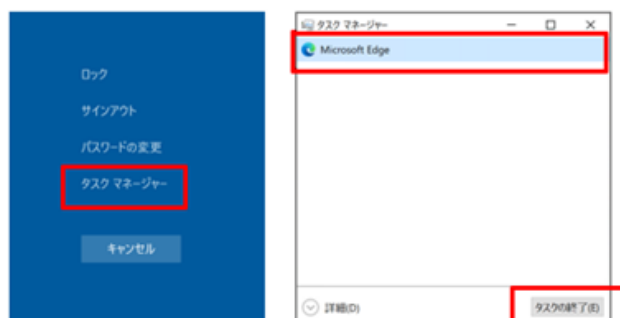 ロック
サインアウト
パスワードの変更
タスク マネージャー
キャンセル
タスク マネージャー
Microsoft Edge
詳細(D)
タスクの終了(E)